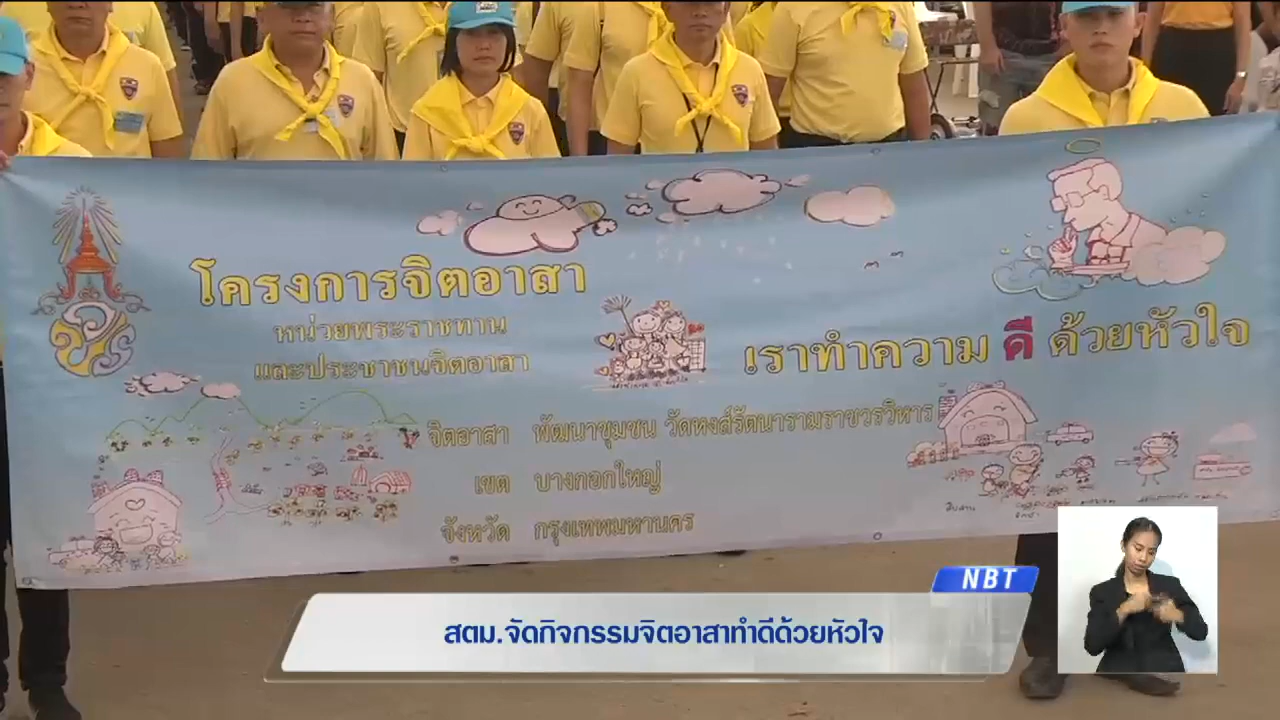 โครงการจิตอาสา
หน่วยพระราชทาน
และประชาชนจิตอาสา
เราทำความ ดี ด้วยหัวใจ
จิตอาสา พัฒนาชุมชน วัดหงส์รัตนารามราชวรวิหาร
เขต บางกอกใหญ่
จังหวัด กรุงเทพมหานคร
สืบสาน
NBT
สตม.จัดกิจกรรมจิตอาสาทำดีด้วยหัวใจ